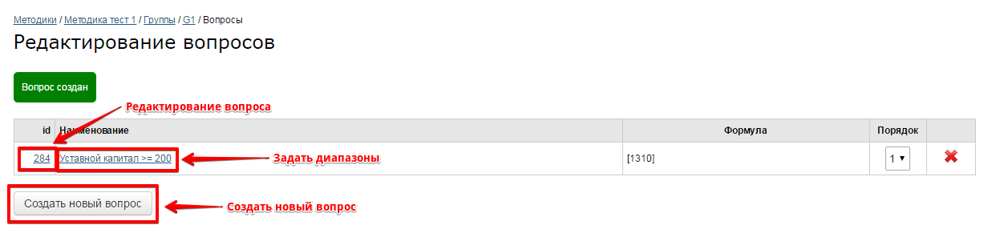 Методики / Методика тест 1 / Группы / G1 / Вопросы
Редактирование вопросов
Вопрос создан
Редактирование вопроса
id Наименование Формула Порядок
284 Уставной капитал >= 200 Задать диапазоны [1310] 1
Создать новый вопрос Создать новый вопрос